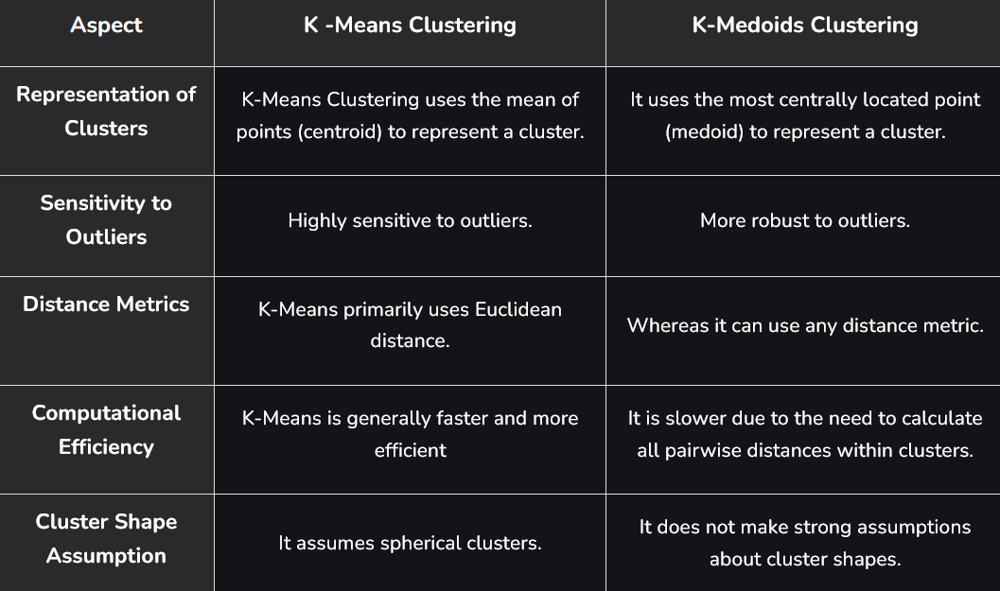 Aspect
K -Means Clustering
K-Medoids Clustering
Representation of
Clusters
K-Means Clustering uses the mean of
points (centroid) to represent a cluster.
It uses the most centrally located point
(medoid) to represent a cluster.
Sensitivity to
Outliers
Highly sensitive to outliers.
More robust to outliers.
Distance Metrics
K-Means primarily uses Euclidean
distance.
Whereas it can use any distance metric.
Computational
Efficiency
K-Means is generally faster and more
efficient
It is slower due to the need to calculate
all pairwise distances within clusters.
Cluster Shape
Assumption
It assumes spherical clusters.
It does not make strong assumptions
about cluster shapes.